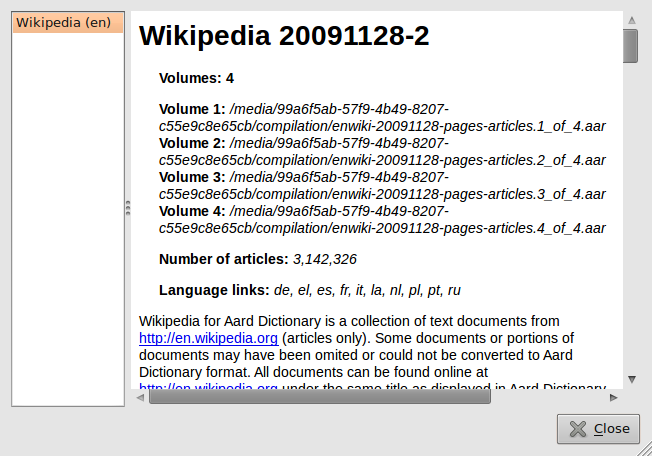 Wikipedia (en)
Wikipedia 20091128-2
Volumes: 4
Volume 1: /media/99a6f5ab-57f9-4b49-8207-
c55e9c8e65cb/compilation/enwiki-20091128-pages-articles.1_of_4.aar
Volume 2: /media/99a6f5ab-57f9-4b49-8207-
c55e9c8e65cb/compilation/enwiki-20091128-pages-articles.2_of_4.aar
Volume 3: /media/99a6f5ab-57f9-4b49-8207-
c55e9c8e65cb/compilation/enwiki-20091128-pages-articles.3_of_4.aar
Volume 4: /media/99a6f5ab-57f9-4b49-8207-
c55e9c8e65cb/compilation/enwiki-20091128-pages-articles.4_of_4.aar
Number of articles: 3,142,326
Language links: de, el, es, fr, it, la, nl, pl, pt, ru
Wikipedia for Aard Dictionary is a collection of text documents from
http://en.wikipedia.org (articles only). Some documents or portions of
documents may have been omited or could not be converted to Aard
Dictionary format. All documents can be found online at
http://en.wikipedia.org under the same title as displayed in Aard Dictionary
Close